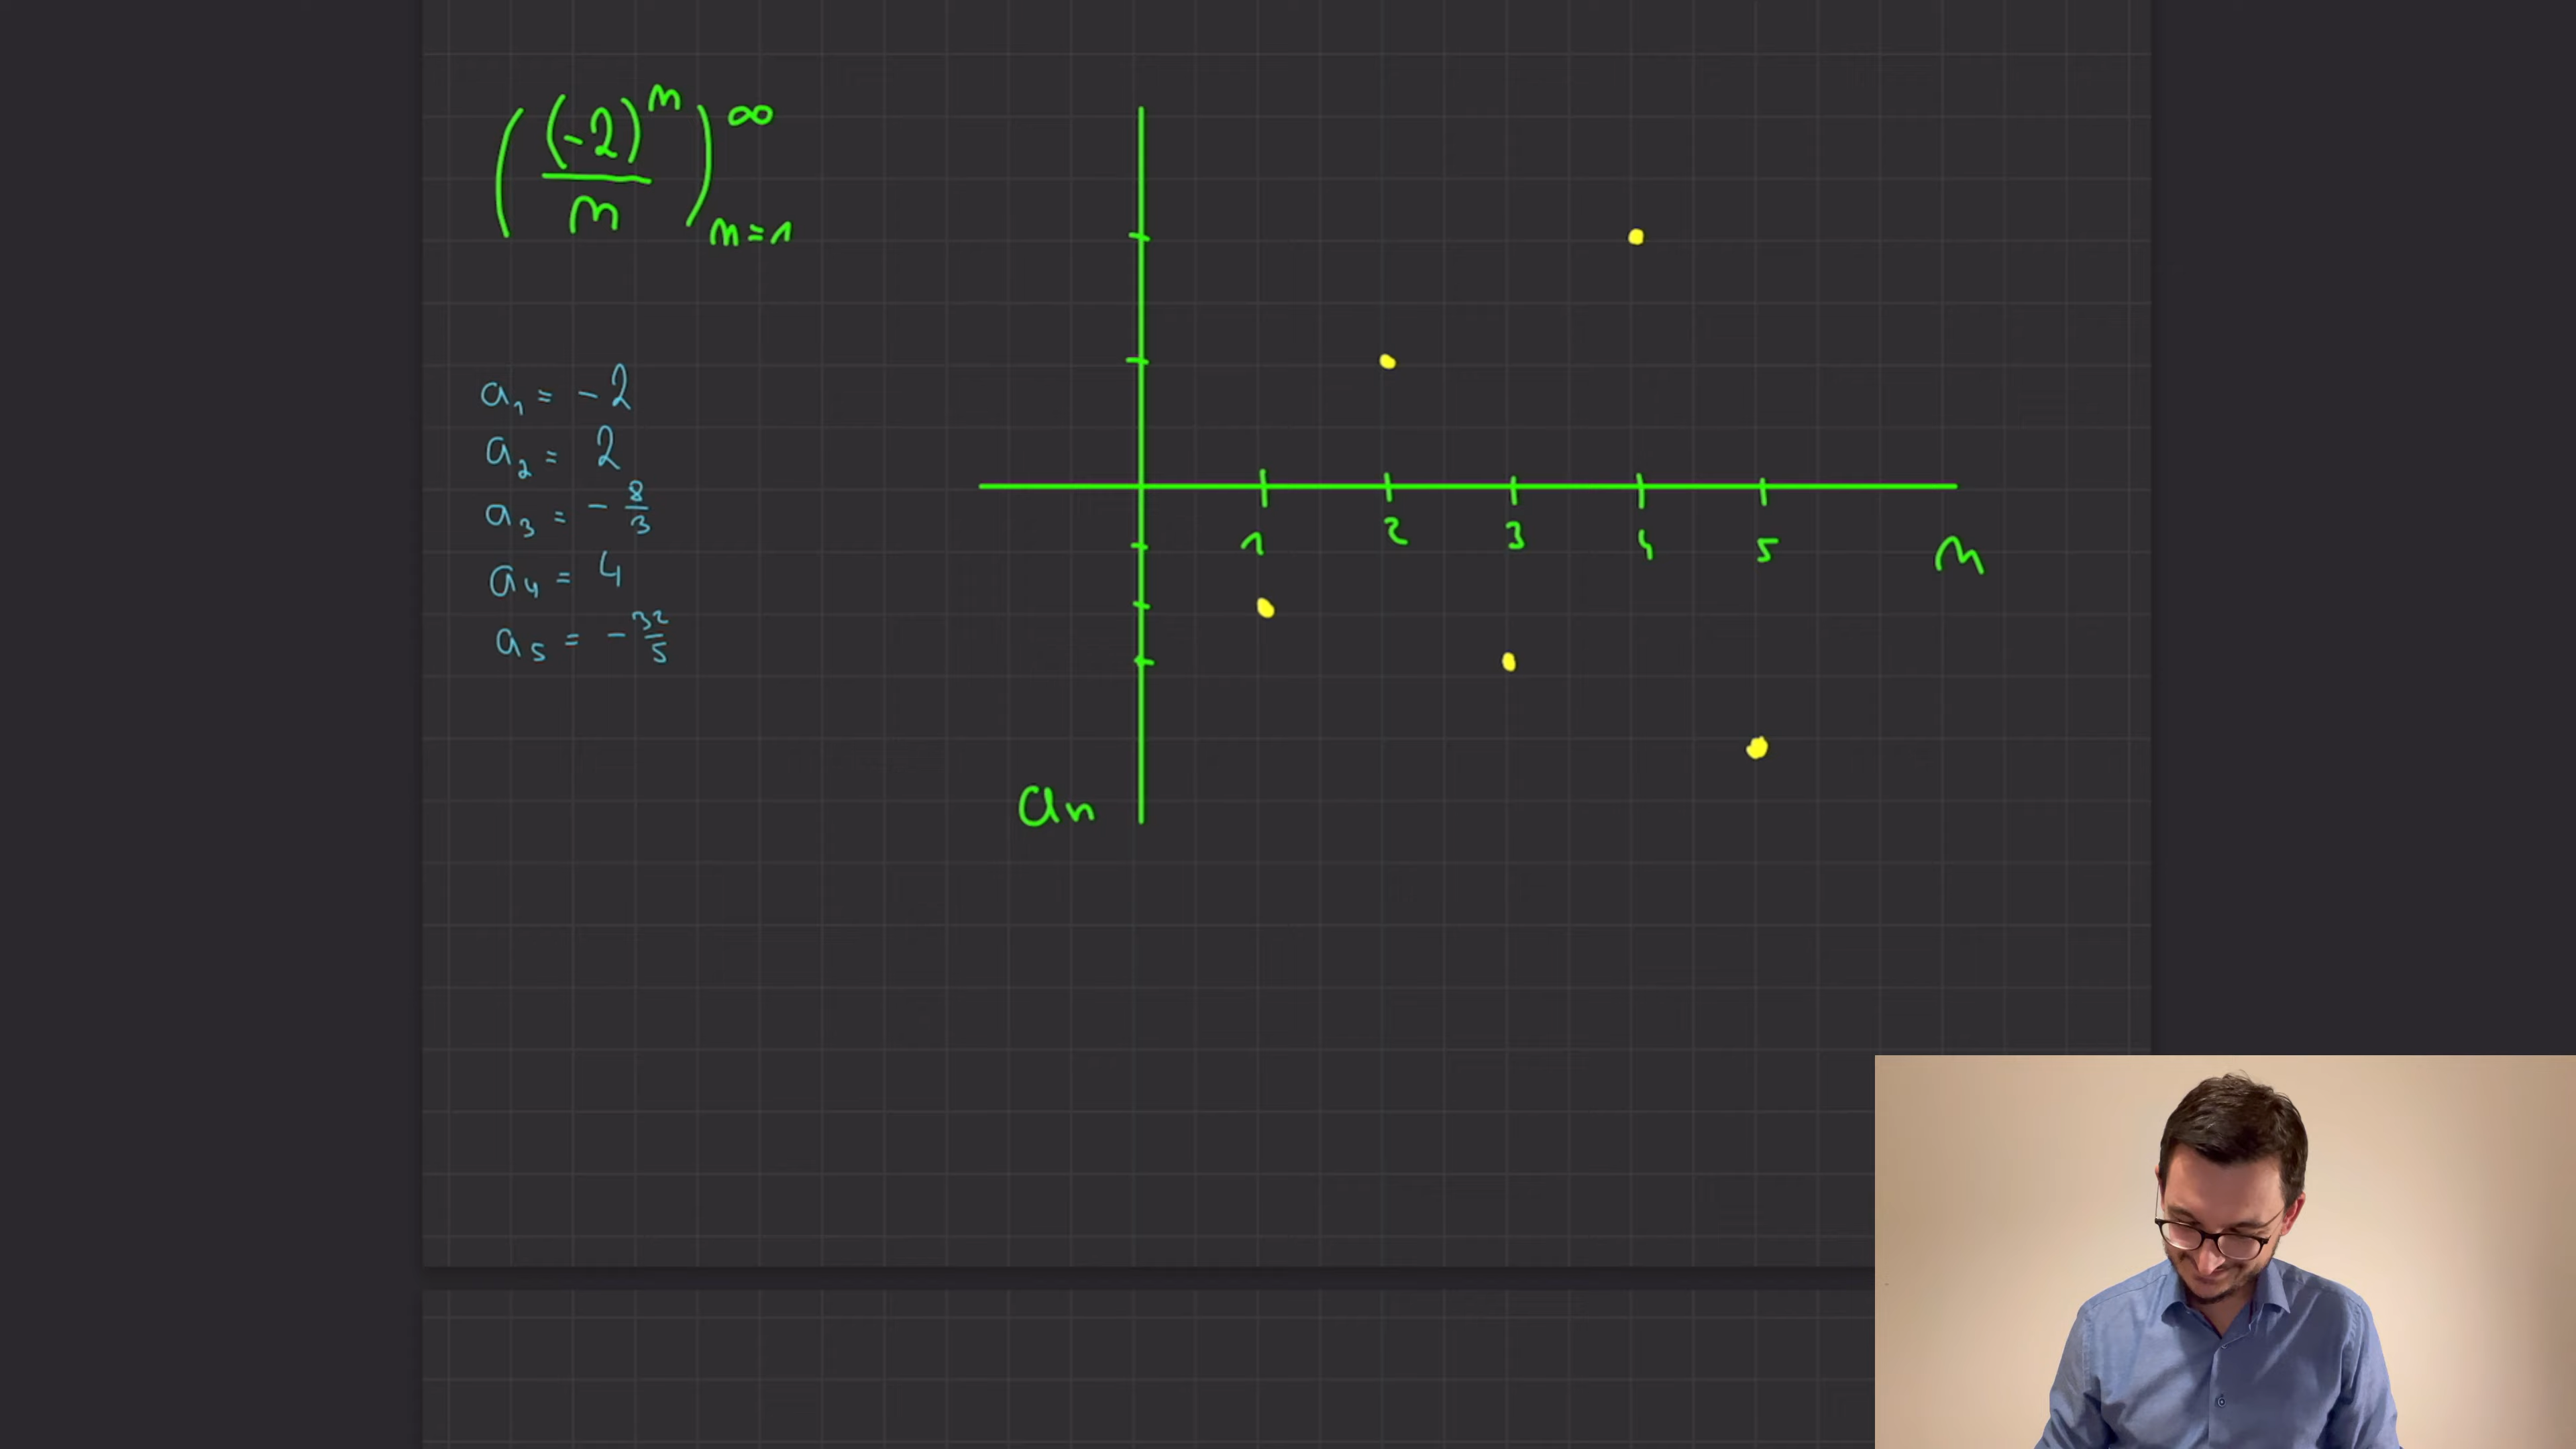 ((-2)^n / n)_{n=1}^∞
a₁ = -2
a₂ = 2
a₃ = - 8/3
a₄ = 4
a₅ = - 32/5
1 2 3 4 5 n
an